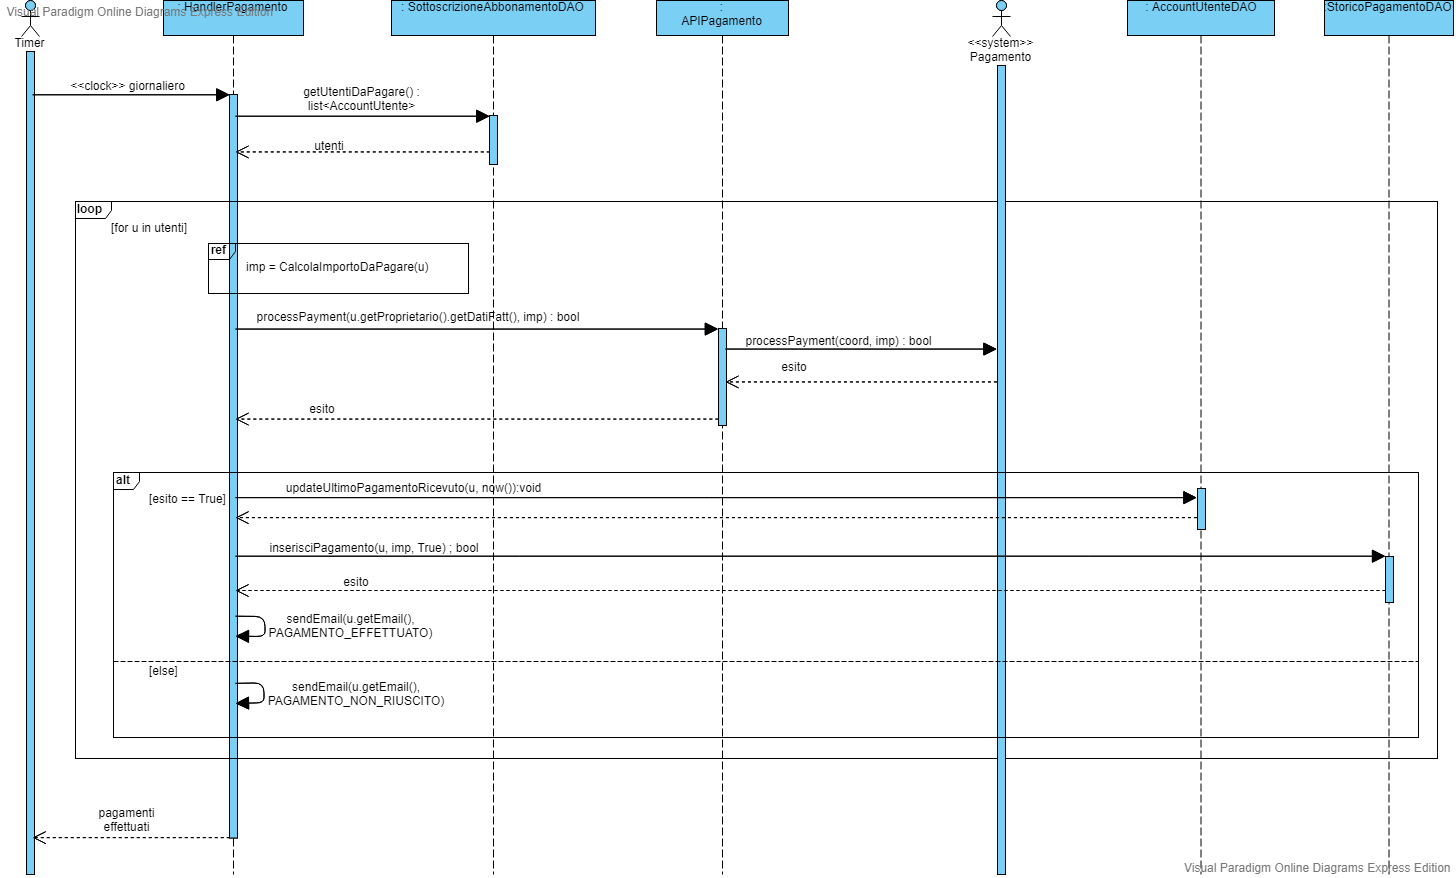 Visual Paradigm Online Diagrams Express Edition
: HandlerPagamento
: SottoscrizioneAbbonamentoDAO
:
APIPagamento
: AccountUtenteDAO
:StoricoPagamentoDAO
Timer
<<system>>
Pagamento
<<clock>> giornaliero
getUtentiDaPagare() :
list<AccountUtente>
utenti
loop
[for u in utenti]
ref
imp = CalcolaImportoDaPagare(u)
processPayment(u.getProprietario().getDatiFatt(), imp) : bool
processPayment(coord, imp) : bool
esito
esito
alt
[esito == True]
updateUltimoPagamentoRicevuto(u, now()):void
inserisciPagamento(u, imp, True) ; bool
esito
sendEmail(u.getEmail(),
PAGAMENTO_EFFETTUATO)
[else]
sendEmail(u.getEmail(),
PAGAMENTO_NON_RIUSCITO)
pagamenti
effettuati
Visual Paradigm Online Diagrams Express Edition